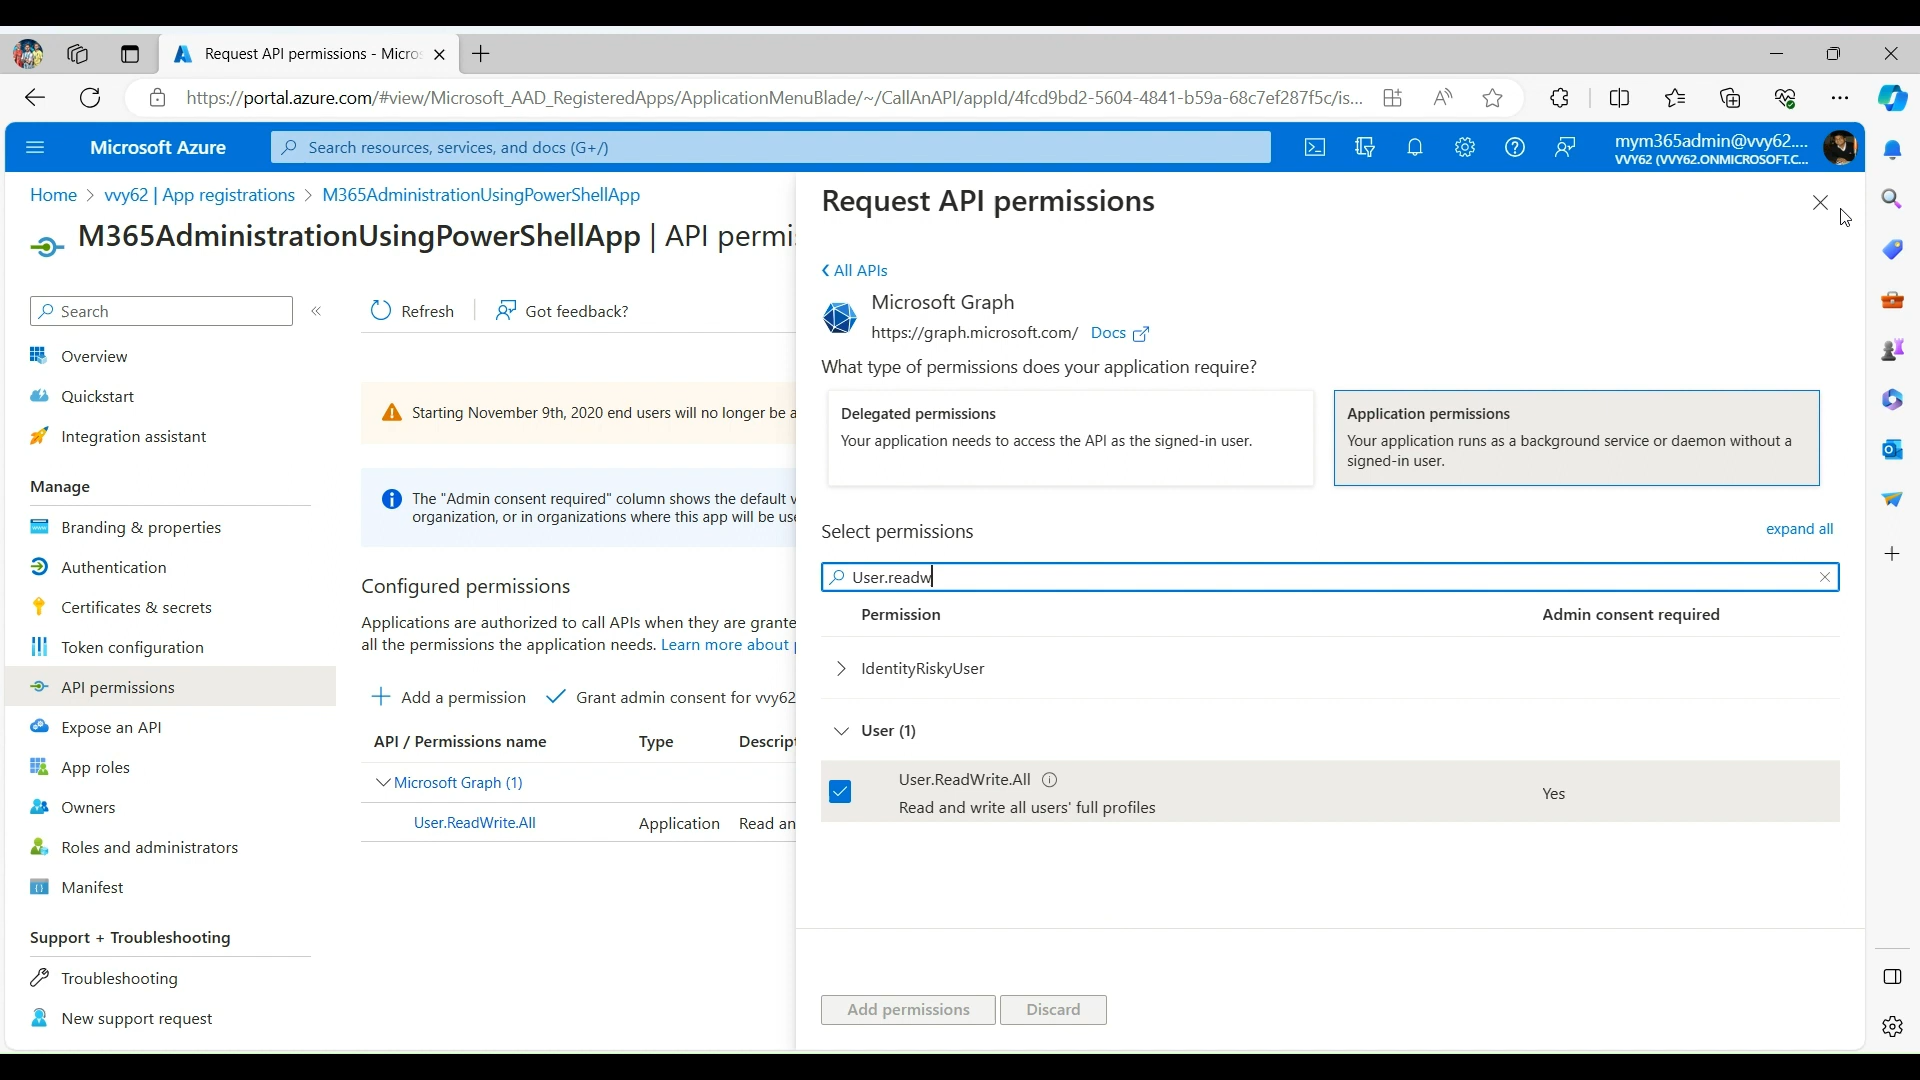 Request API permissions - Micros
https://portal.azure.com/#view/Microsoft_AAD_RegisteredApps/ApplicationMenuBlade/~/CallAnAPI/appId/4fcd9bd2-5604-4841-b59a-68c7ef287f5c/is...
Microsoft Azure
Search resources, services, and docs (G+/)
mym365admin@vvy62....
VVY62 (VVY62.ONMICROSOFT.C...
Home > vvy62 | App registrations > M365AdministrationUsingPowerShellApp
M365AdministrationUsingPowerShellApp | API permi
Search
Overview
Quickstart
Integration assistant
Manage
Branding & properties
Authentication
Certificates & secrets
Token configuration
API permissions
Expose an API
App roles
Owners
Roles and administrators
Manifest
Support + Troubleshooting
Troubleshooting
New support request
Refresh
Got feedback?
Starting November 9th, 2020 end users will no longer be a
The "Admin consent required" column shows the default v
organization, or in organizations where this app will be use
Configured permissions
Applications are authorized to call APIs when they are grante
all the permissions the application needs. Learn more about p
Add a permission
Grant admin consent for vvy62
API / Permissions name Type Descript
Microsoft Graph (1)
User.ReadWrite.All Application Read an
Request API permissions
All APIs
Microsoft Graph
https://graph.microsoft.com/ Docs
What type of permissions does your application require?
Delegated permissions
Your application needs to access the API as the signed-in user.
Application permissions
Your application runs as a background service or daemon without a
signed-in user.
Select permissions
expand all
User.readw
Permission Admin consent required
IdentityRiskyUser
User (1)
User.ReadWrite.All
Read and write all users' full profiles
Yes
Add permissions
Discard